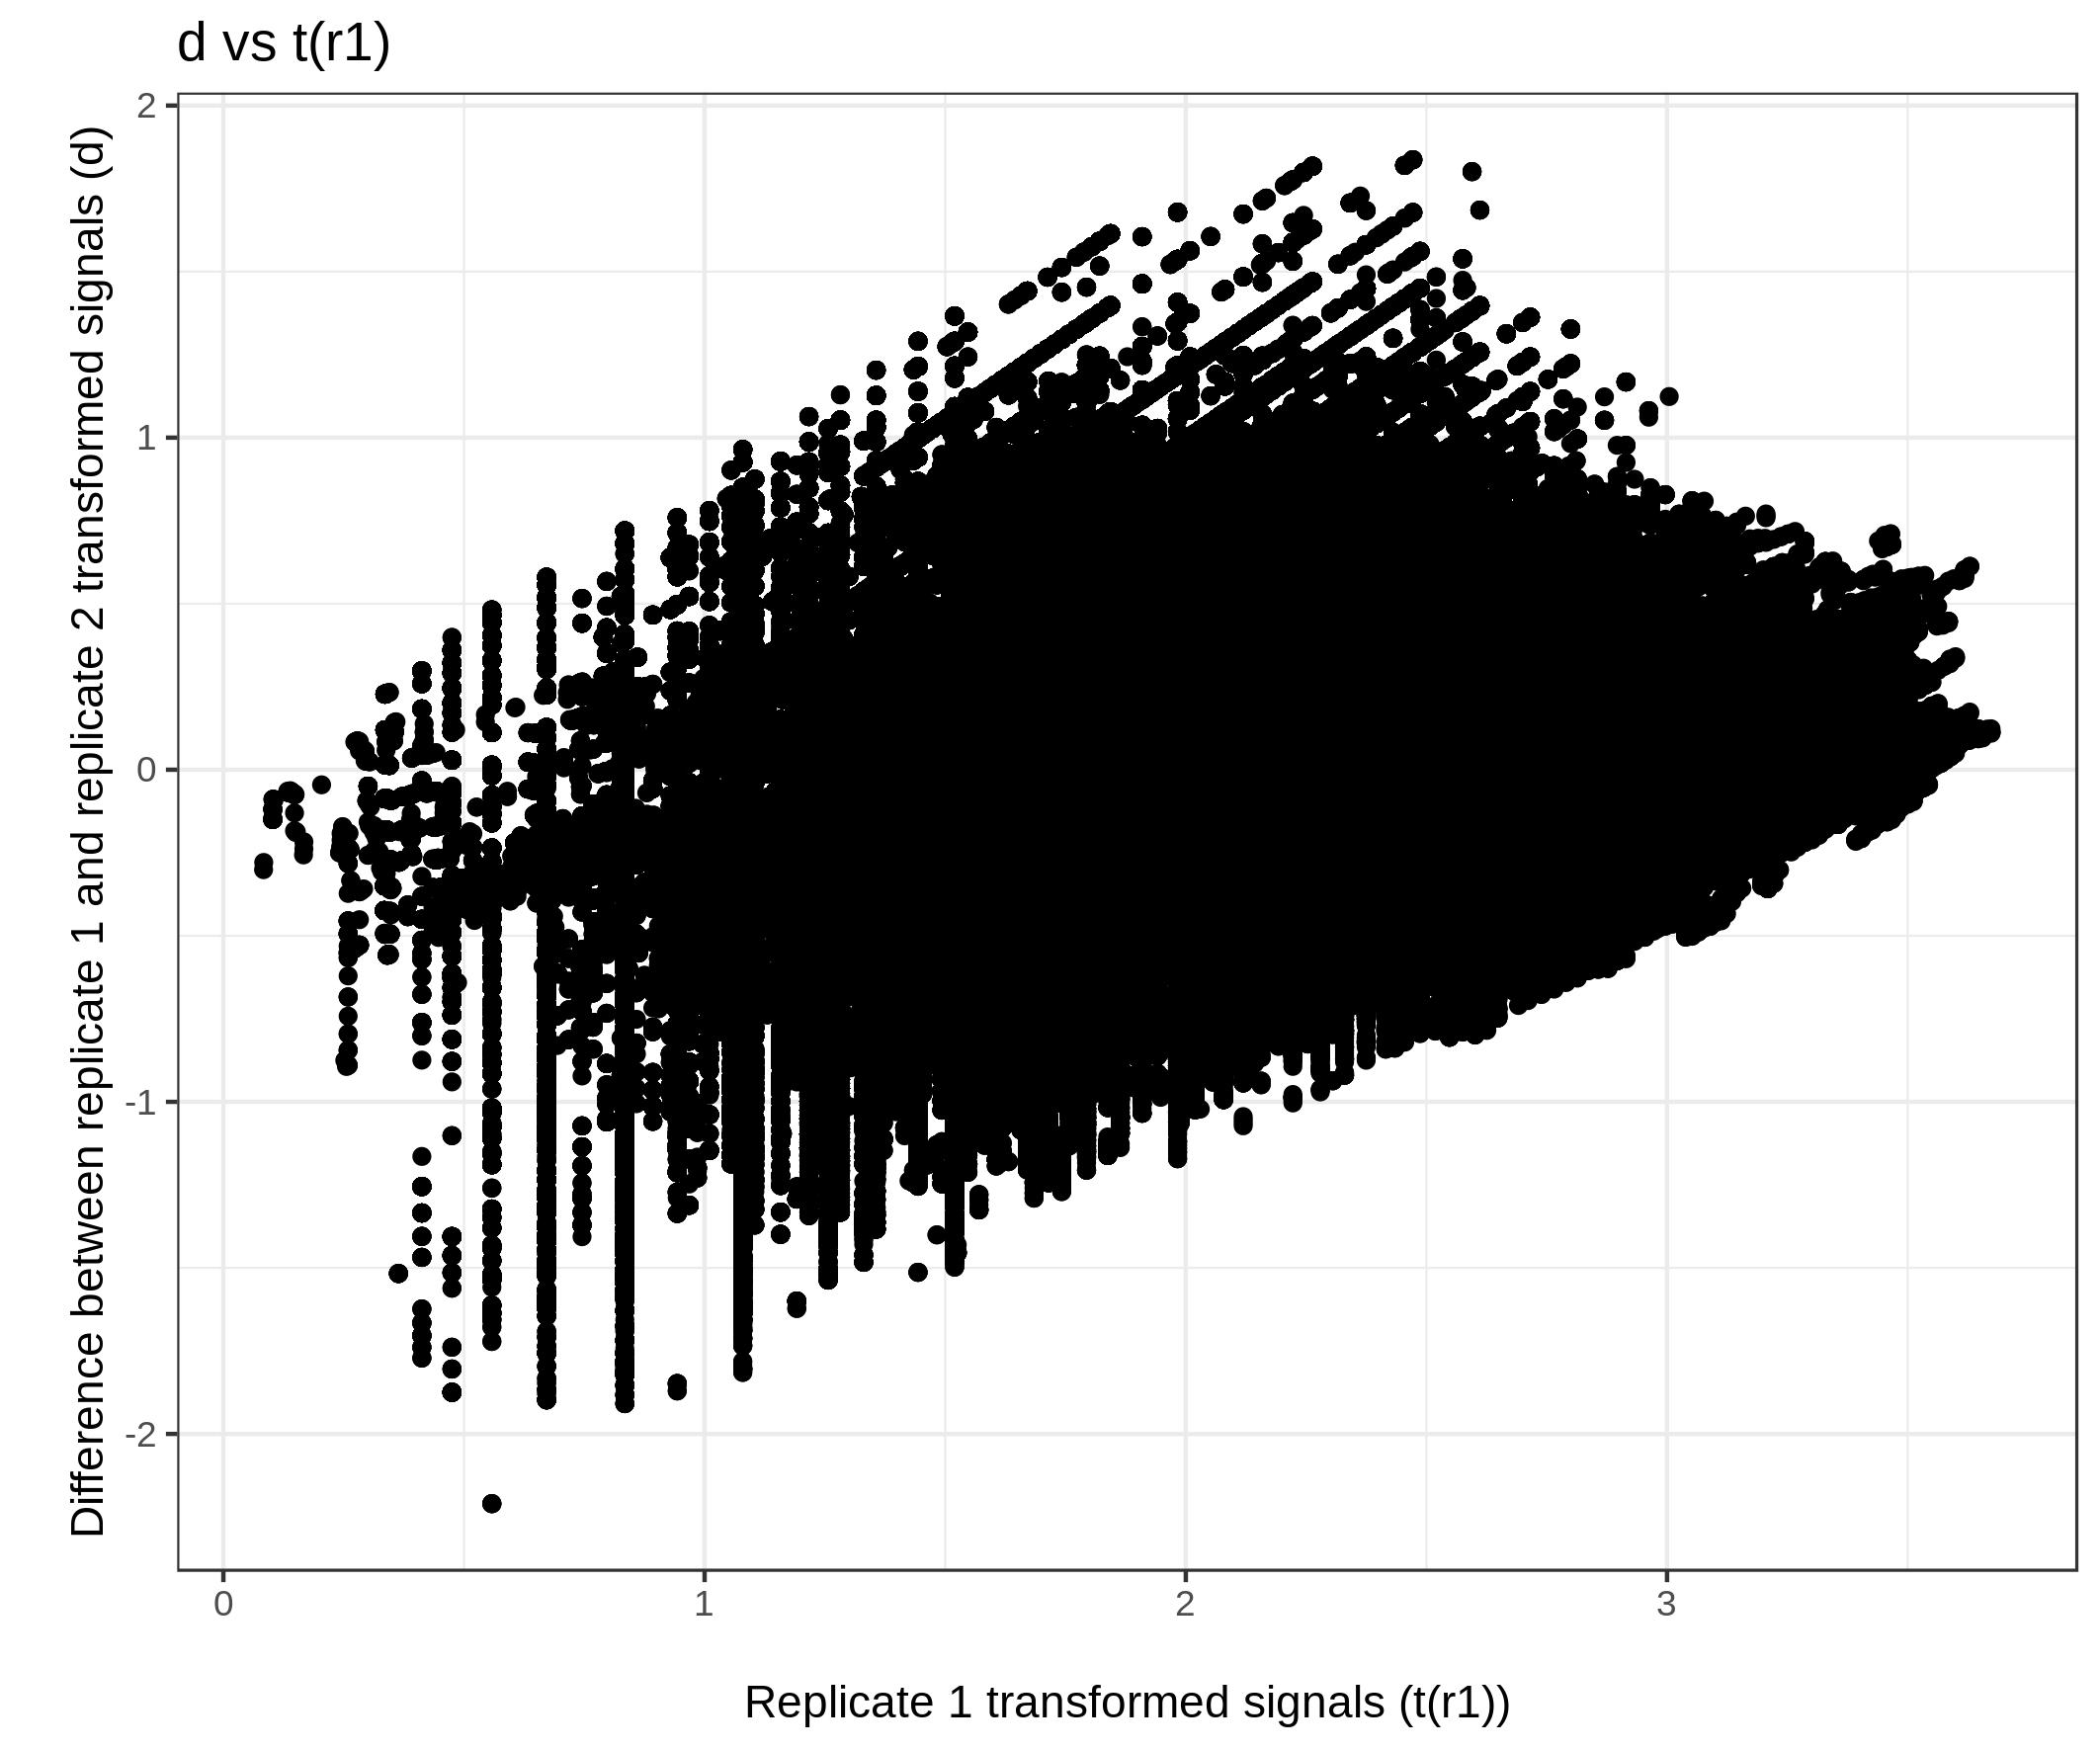 d vs t(r1)
Difference between replicate 1 and replicate 2 transformed signals (d)
2
1
0
-1
-2
0 1 2 3
Replicate 1 transformed signals (t(r1))